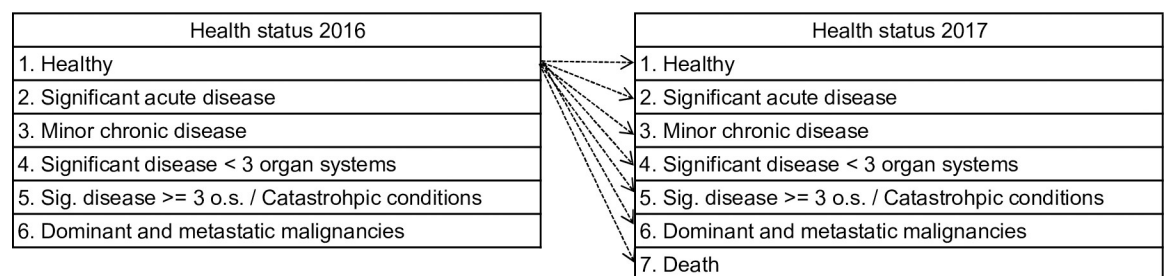 Health status 2016
1. Healthy
2. Significant acute disease
3. Minor chronic disease
4. Significant disease < 3 organ systems
5. Sig. disease >= 3 o.s. / Catastrohpic conditions
6. Dominant and metastatic malignancies
Health status 2017
1. Healthy
2. Significant acute disease
3. Minor chronic disease
4. Significant disease < 3 organ systems
5. Sig. disease >= 3 o.s. / Catastrohpic conditions
6. Dominant and metastatic malignancies
7. Death